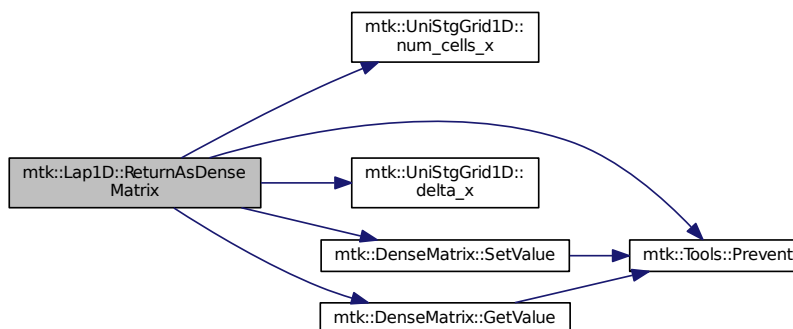 mtk::UniStgGrid1D::
num_cells_x
mtk::Lap1D::ReturnAsDense
Matrix
mtk::UniStgGrid1D::
delta_x
mtk::DenseMatrix::SetValue
mtk::Tools::Prevent
mtk::DenseMatrix::GetValue